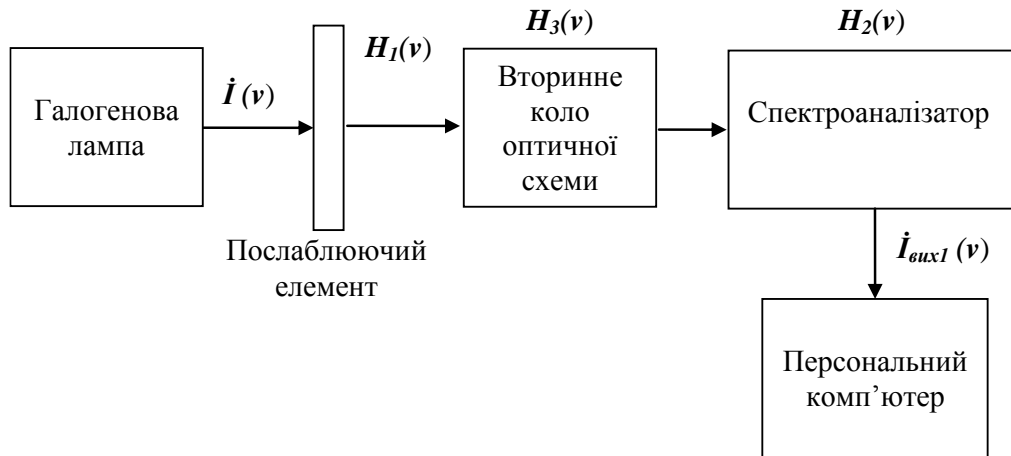 H₃(ν)
H₂(ν)
H₁(ν)
Галогенова
лампа
İ (ν)
Вторинне
коло
оптичної
схеми
Спектроаналізатор
Послаблюючий
елемент
İвих1 (ν)
Персональний
комп’ютер